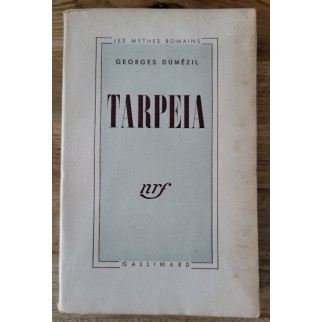 LES MYTHES ROMAINS
GEORGES DUMÉZIL
TARPEIA
nrf
GALLIMARD